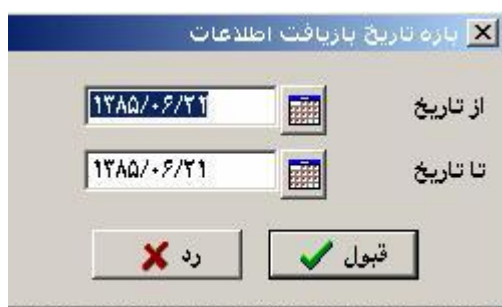 بازه تاریخ بازیافت اطلاعات
از تاریخ
۱۳۸۵/۰۶/۲۱
تا تاریخ
۱۳۸۵/۰۶/۲۱
قبول
رد